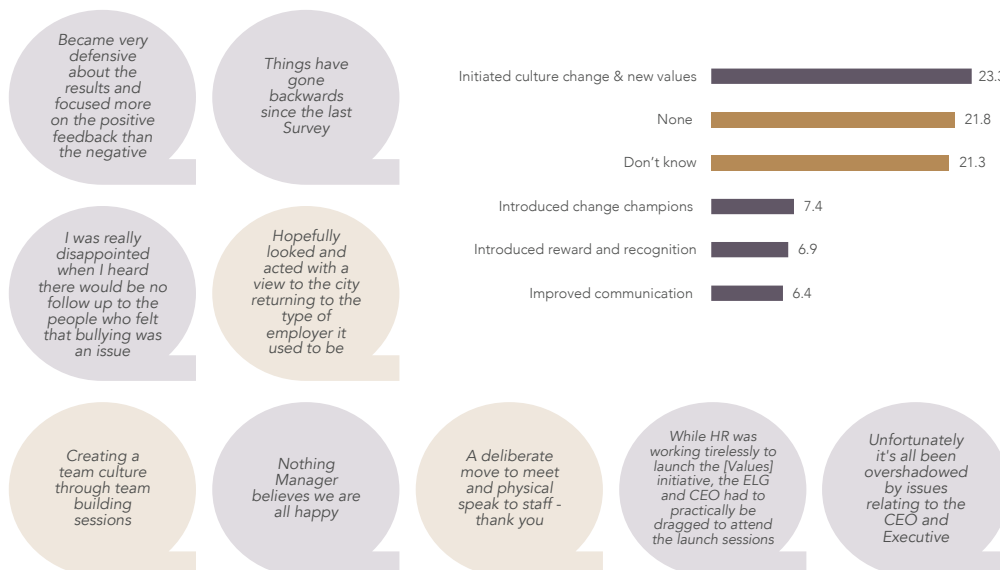 Became very
defensive
about the
results and
focused more
on the positive
feedback than
the negative
Things have
gone
backwards
since the last
Survey
Initiated culture change & new values 23.3
None 21.8
Don't know 21.3
Introduced change champions 7.4
Introduced reward and recognition 6.9
Improved communication 6.4
I was really
disappointed
when I heard
there would be no
follow up to the
people who felt
that bullying was
an issue
Hopefully
looked and
acted with a
view to the city
returning to the
type of
employer it
used to be
Creating a
team culture
through team
building
sessions
Nothing
Manager
believes we are
all happy
A deliberate
move to meet
and physical
speak to staff -
thank you
While HR was
working tirelessly to
launch the [Values]
initiative, the ELG
and CEO had to
practically be
dragged to attend
the launch sessions
Unfortunately
it's all been
overshadowed
by issues
relating to the
CEO and
Executive